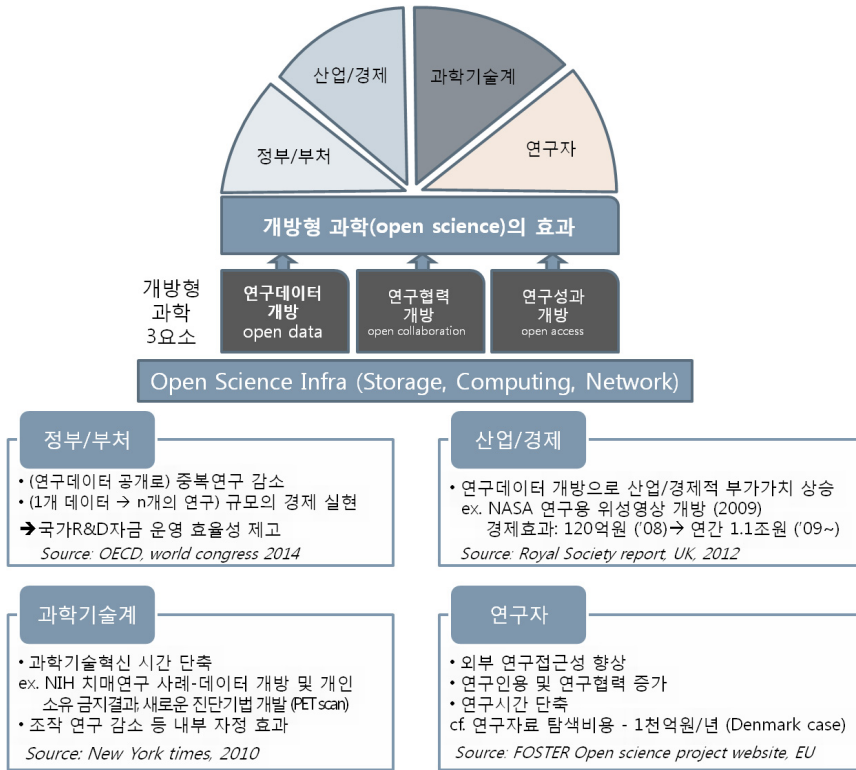 산업/경제
과학기술계
정부/부처
연구자
개방형 과학(open science)의 효과
개방형
과학
3요소
연구데이터
개방
open data
연구협력
개방
open collaboration
연구성과
개방
open access
Open Science Infra (Storage, Computing, Network)
정부/부처
• (연구데이터 공개로) 중복연구 감소
• (1개 데이터 → n개의 연구) 규모의 경제 실현
➔국가R&D자금 운영 효율성 제고
Source: OECD, world congress 2014
산업/경제
• 연구데이터 개방으로 산업/경제적 부가가치 상승
ex. NASA 연구용 위성영상 개방 (2009)
경제효과: 120억원 ('08)→ 연간 1.1조원 ('09~)
Source: Royal Society report, UK, 2012
과학기술계
• 과학기술혁신 시간 단축
ex. NIH 치매연구 사례-데이터 개방 및 개인
소유 금지결과, 새로운 진단기법 개발 (PET scan)
• 조작 연구 감소 등 내부 자정 효과
Source: New York times, 2010
연구자
• 외부 연구접근성 향상
• 연구인용 및 연구협력 증가
• 연구시간 단축
cf. 연구자료 탐색비용 - 1천억원/년 (Denmark case)
Source: FOSTER Open science project website, EU